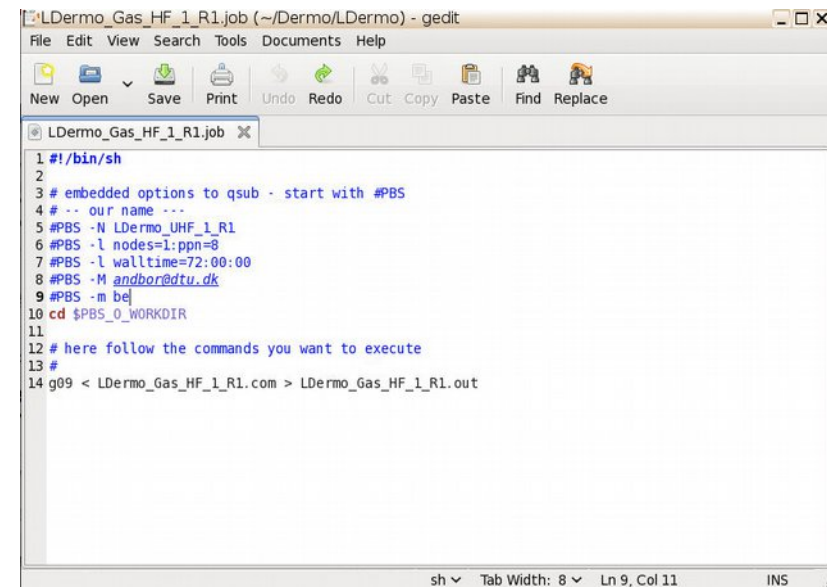 LDermo_Gas_HF_1_R1.job (~/Dermo/LDermo) - gedit
File Edit View Search Tools Documents Help
New Open Save Print Undo Redo Cut Copy Paste Find Replace
LDermo_Gas_HF_1_R1.job
1 #!/bin/sh
2
3 # embedded options to qsub - start with #PBS
4 # -- our name ---
5 #PBS -N LDermo_UHF_1_R1
6 #PBS -l nodes=1:ppn=8
7 #PBS -l walltime=72:00:00
8 #PBS -M andbor@dtu.dk
9 #PBS -m be
10 cd $PBS_O_WORKDIR
11
12 # here follow the commands you want to execute
13 #
14 g09 < LDermo_Gas_HF_1_R1.com > LDermo_Gas_HF_1_R1.out
sh Tab Width: 8 Ln 9, Col 11 INS